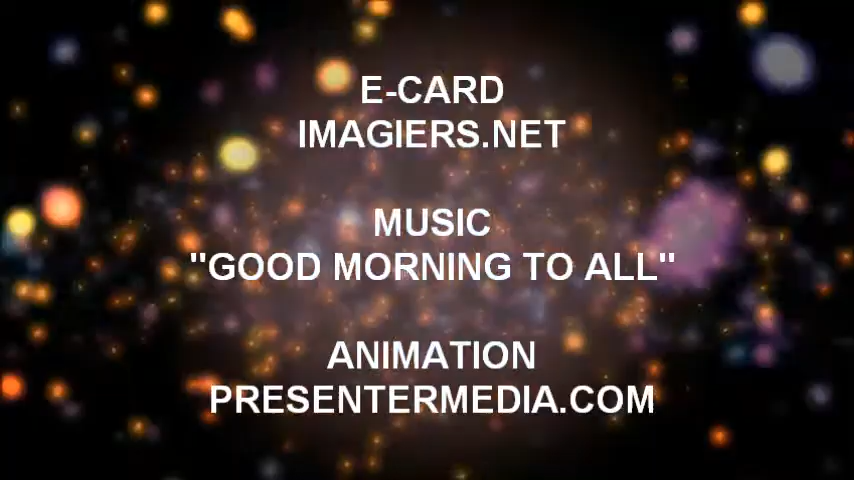 E-CARD
IMAGIERS.NET
MUSIC
"GOOD MORNING TO ALL"
ANIMATION
PRESENTERMEDIA.COM